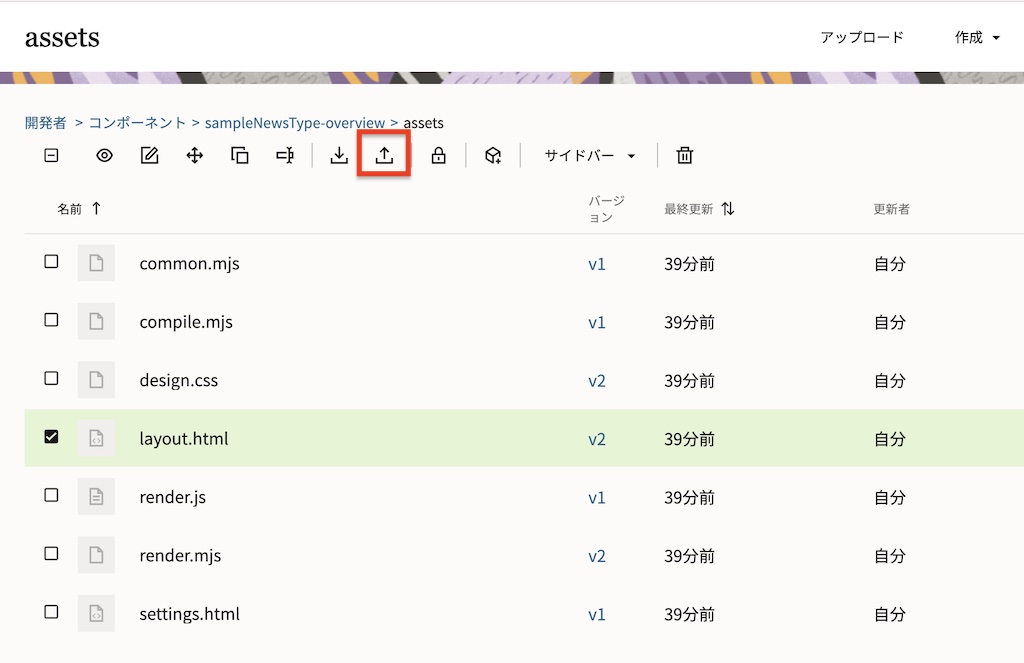 assets
アップロード 作成
開発者 > コンポーネント > sampleNewsType-overview > assets
サイドバー
名前 バージョン 最終更新 更新者
common.mjs v1 39分前 自分
compile.mjs v1 39分前 自分
design.css v2 39分前 自分
layout.html v2 39分前 自分
render.js v1 39分前 自分
render.mjs v2 39分前 自分
settings.html v1 39分前 自分